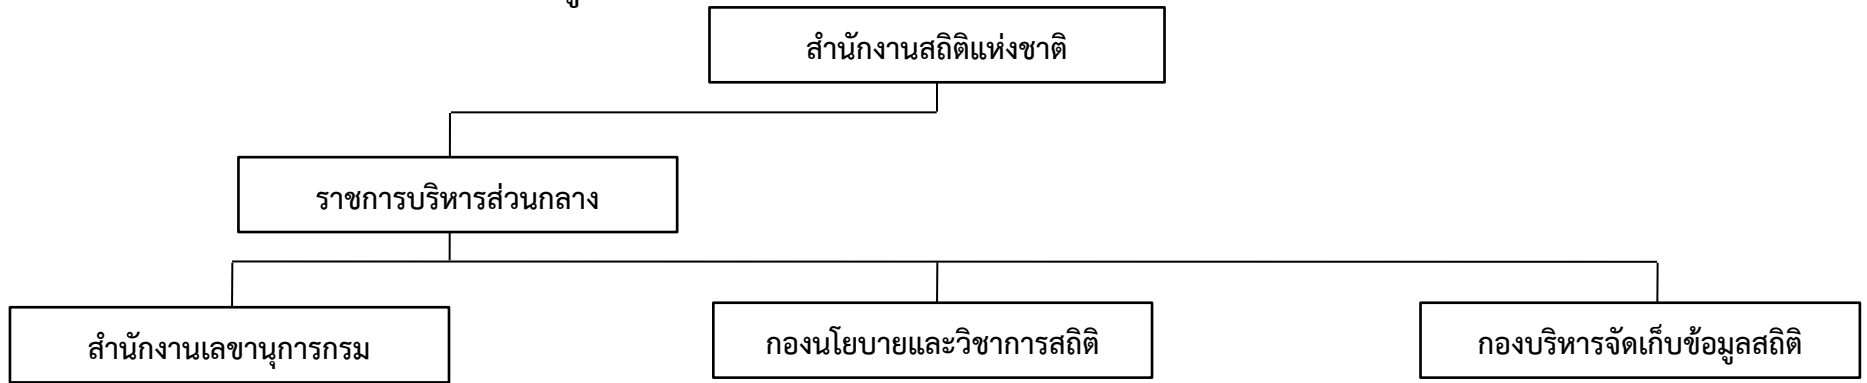 สำนักงานสถิติแห่งชาติ
ราชการบริหารส่วนกลาง
สำนักงานเลขานุการกรม
กองนโยบายและวิชาการสถิติ
กองบริหารจัดเก็บข้อมูลสถิติ